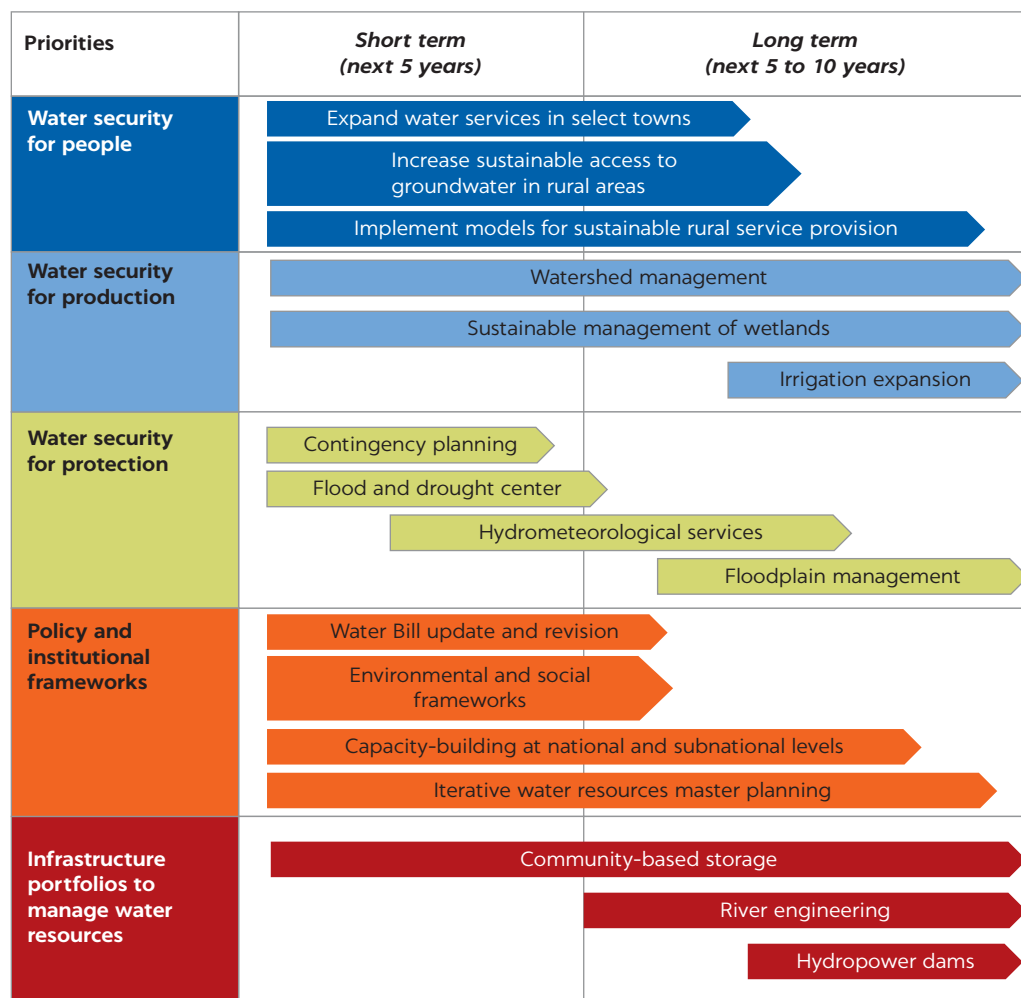 Priorities
Short term
(next 5 years)
Long term
(next 5 to 10 years)
Water security
for people
Expand water services in select towns
Increase sustainable access to
groundwater in rural areas
Implement models for sustainable rural service provision
Water security
for production
Watershed management
Sustainable management of wetlands
Irrigation expansion
Water security
for protection
Contingency planning
Flood and drought center
Hydrometeorological services
Floodplain management
Policy and
institutional
frameworks
Water Bill update and revision
Environmental and social
frameworks
Capacity-building at national and subnational levels
Iterative water resources master planning
Infrastructure
portfolios to
manage water
resources
Community-based storage
River engineering
Hydropower dams